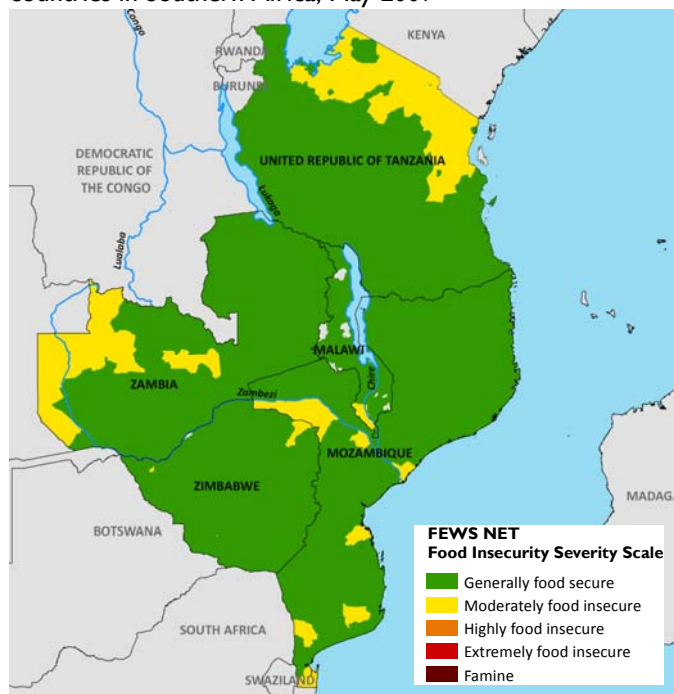 Congo
KENYA
RWANDA
BURUNDI
DEMOCRATIC
REPUBLIC OF
THE CONGO
UNITED REPUBLIC OF TANZANIA
Lukaga
Lualaba
MALAWI
ZAMBIA
Zambezi
Chire
MOZAMBIQUE
ZIMBABWE
MADAGA
BOTSWANA
SOUTH AFRICA
SWAZILAND
FEWS NET
Food Insecurity Severity Scale
Generally food secure
Moderately food insecure
Highly food insecure
Extremely food insecure
Famine